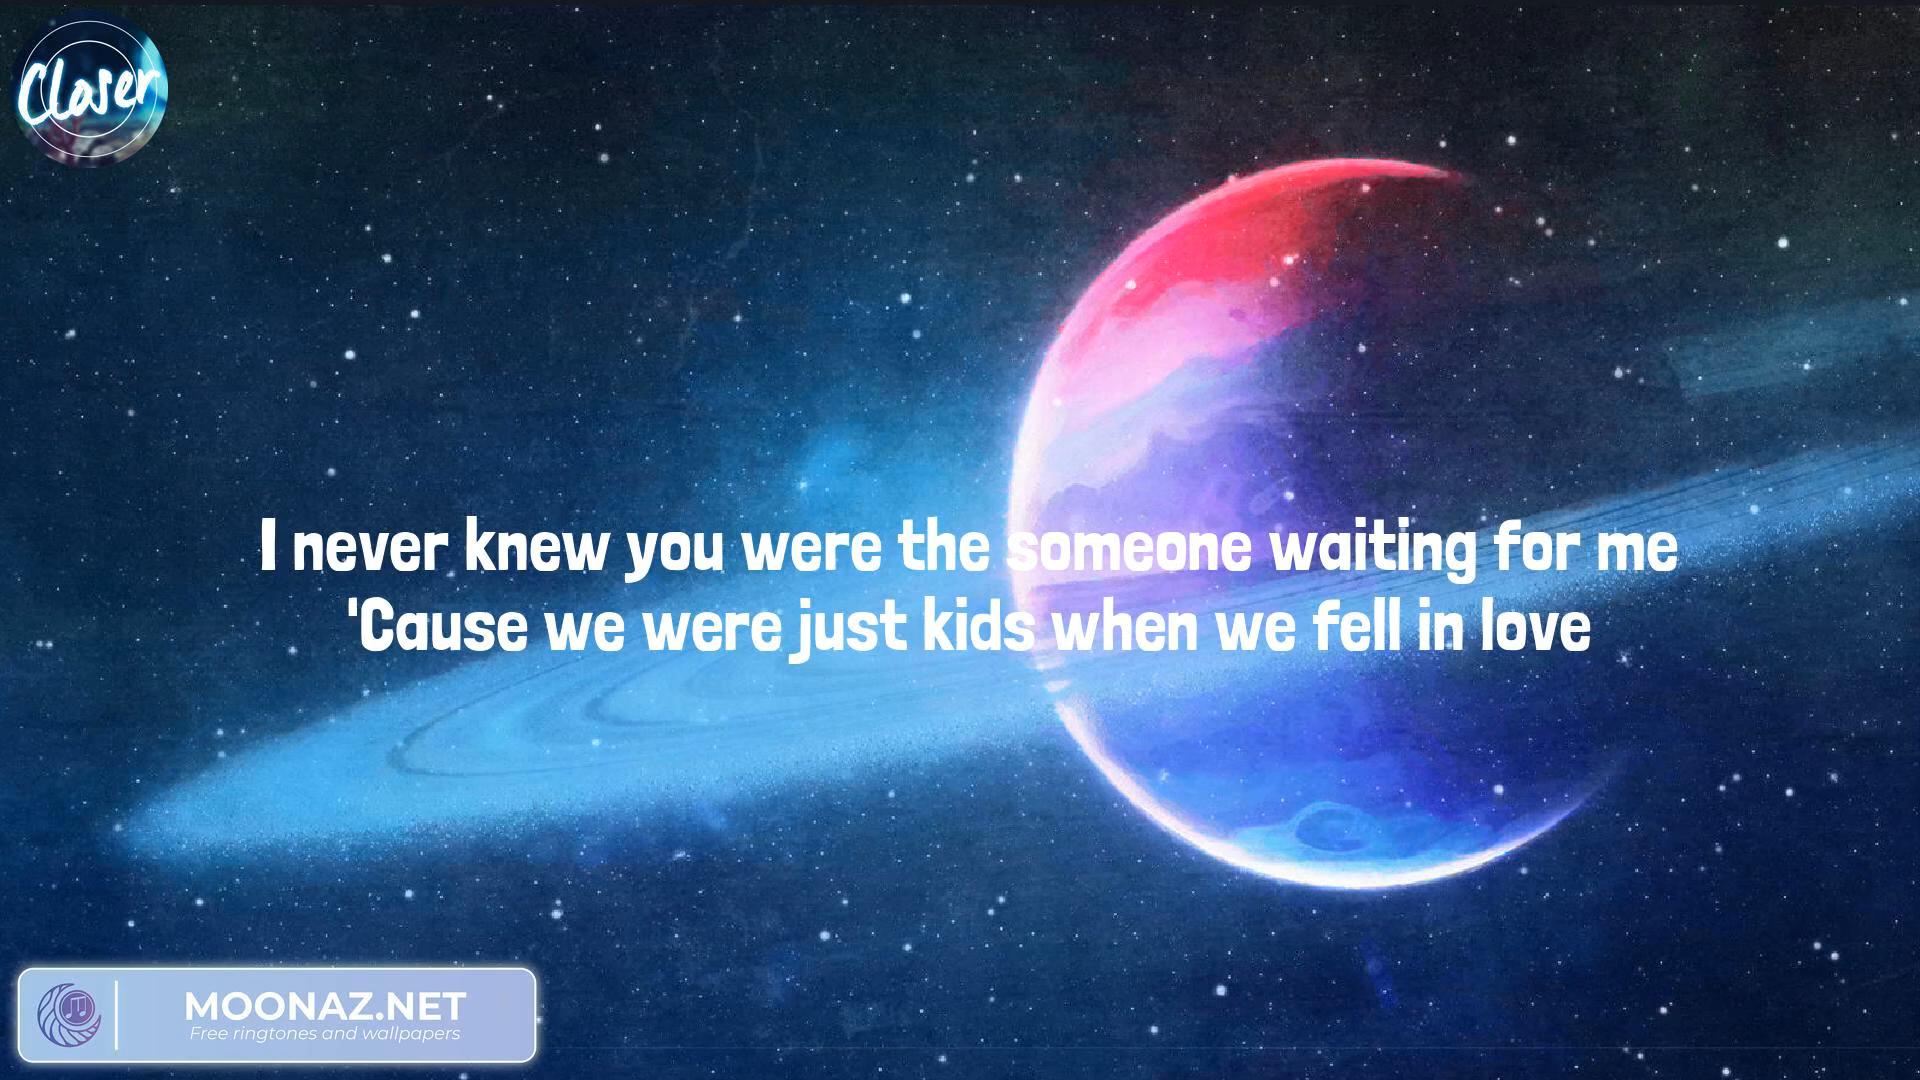 Closer
I never knew you were the someone waiting for me
'Cause we were just kids when we fell in love
MOONAZ.NET
Free ringtones and wallpapers